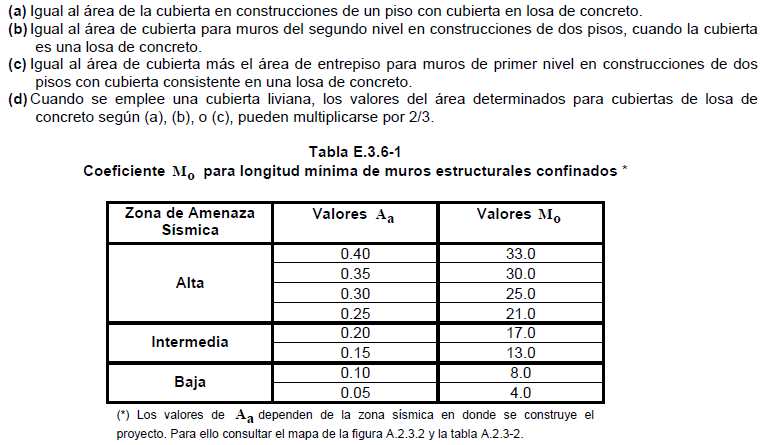 (a) Igual al área de la cubierta en construcciones de un piso con cubierta en losa de concreto.
(b) Igual al área de cubierta para muros del segundo nivel en construcciones de dos pisos, cuando la cubierta
es una losa de concreto.
(c) Igual al área de cubierta más el área de entrepiso para muros de primer nivel en construcciones de dos
pisos con cubierta consistente en una losa de concreto.
(d) Cuando se emplee una cubierta liviana, los valores del área determinados para cubiertas de losa de
concreto según (a), (b), o (c), pueden multiplicarse por 2/3.
Tabla E.3.6-1
Coeficiente Mo para longitud mínima de muros estructurales confinados *
Zona de Amenaza Sísmica Valores Aa Valores Mo
Alta
0.40 33.0
0.35 30.0
0.30 25.0
0.25 21.0
Intermedia
0.20 17.0
0.15 13.0
Baja
0.10 8.0
0.05 4.0
(*) Los valores de Aa dependen de la zona sísmica en donde se construye el
proyecto. Para ello consultar el mapa de la figura A.2.3.2 y la tabla A.2.3-2.